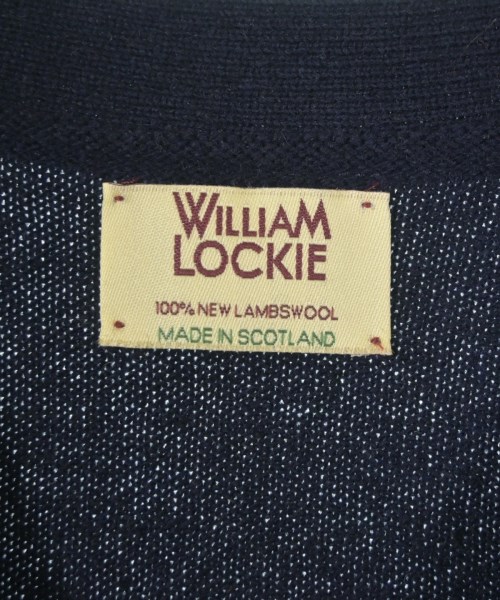 WILLIAM
LOCKIE
100% NEW LAMBSWOOL
MADE IN SCOTLAND